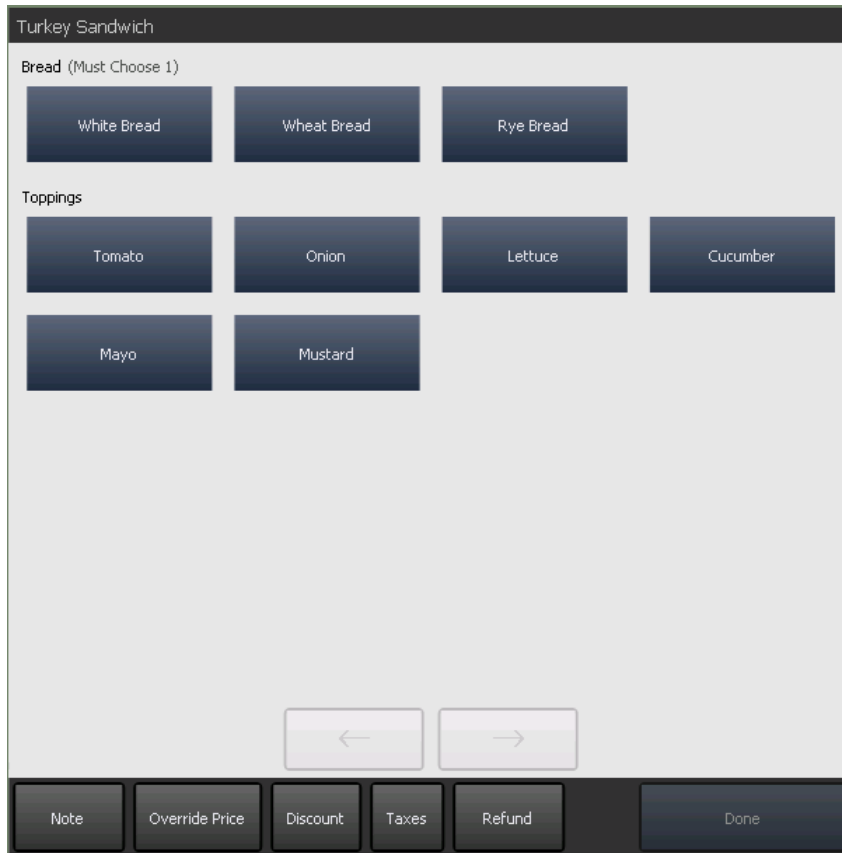 Turkey Sandwich
Bread (Must Choose 1)
White Bread Wheat Bread Rye Bread
Toppings
Tomato Onion Lettuce Cucumber
Mayo Mustard
Note Override Price Discount Taxes Refund Done